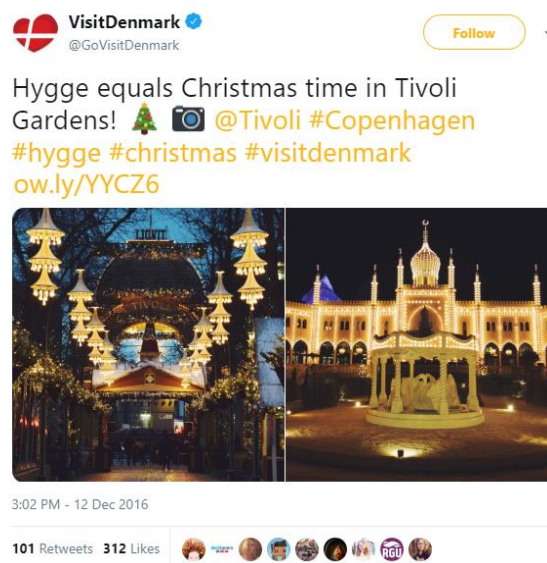 VisitDenmark
@GoVisitDenmark
Follow
Hygge equals Christmas time in Tivoli
Gardens! 🎄 📷 @Tivoli #Copenhagen
#hygge #christmas #visitdenmark
ow.ly/YYCZ6
3:02 PM - 12 Dec 2016
101 Retweets 312 Likes
RGU